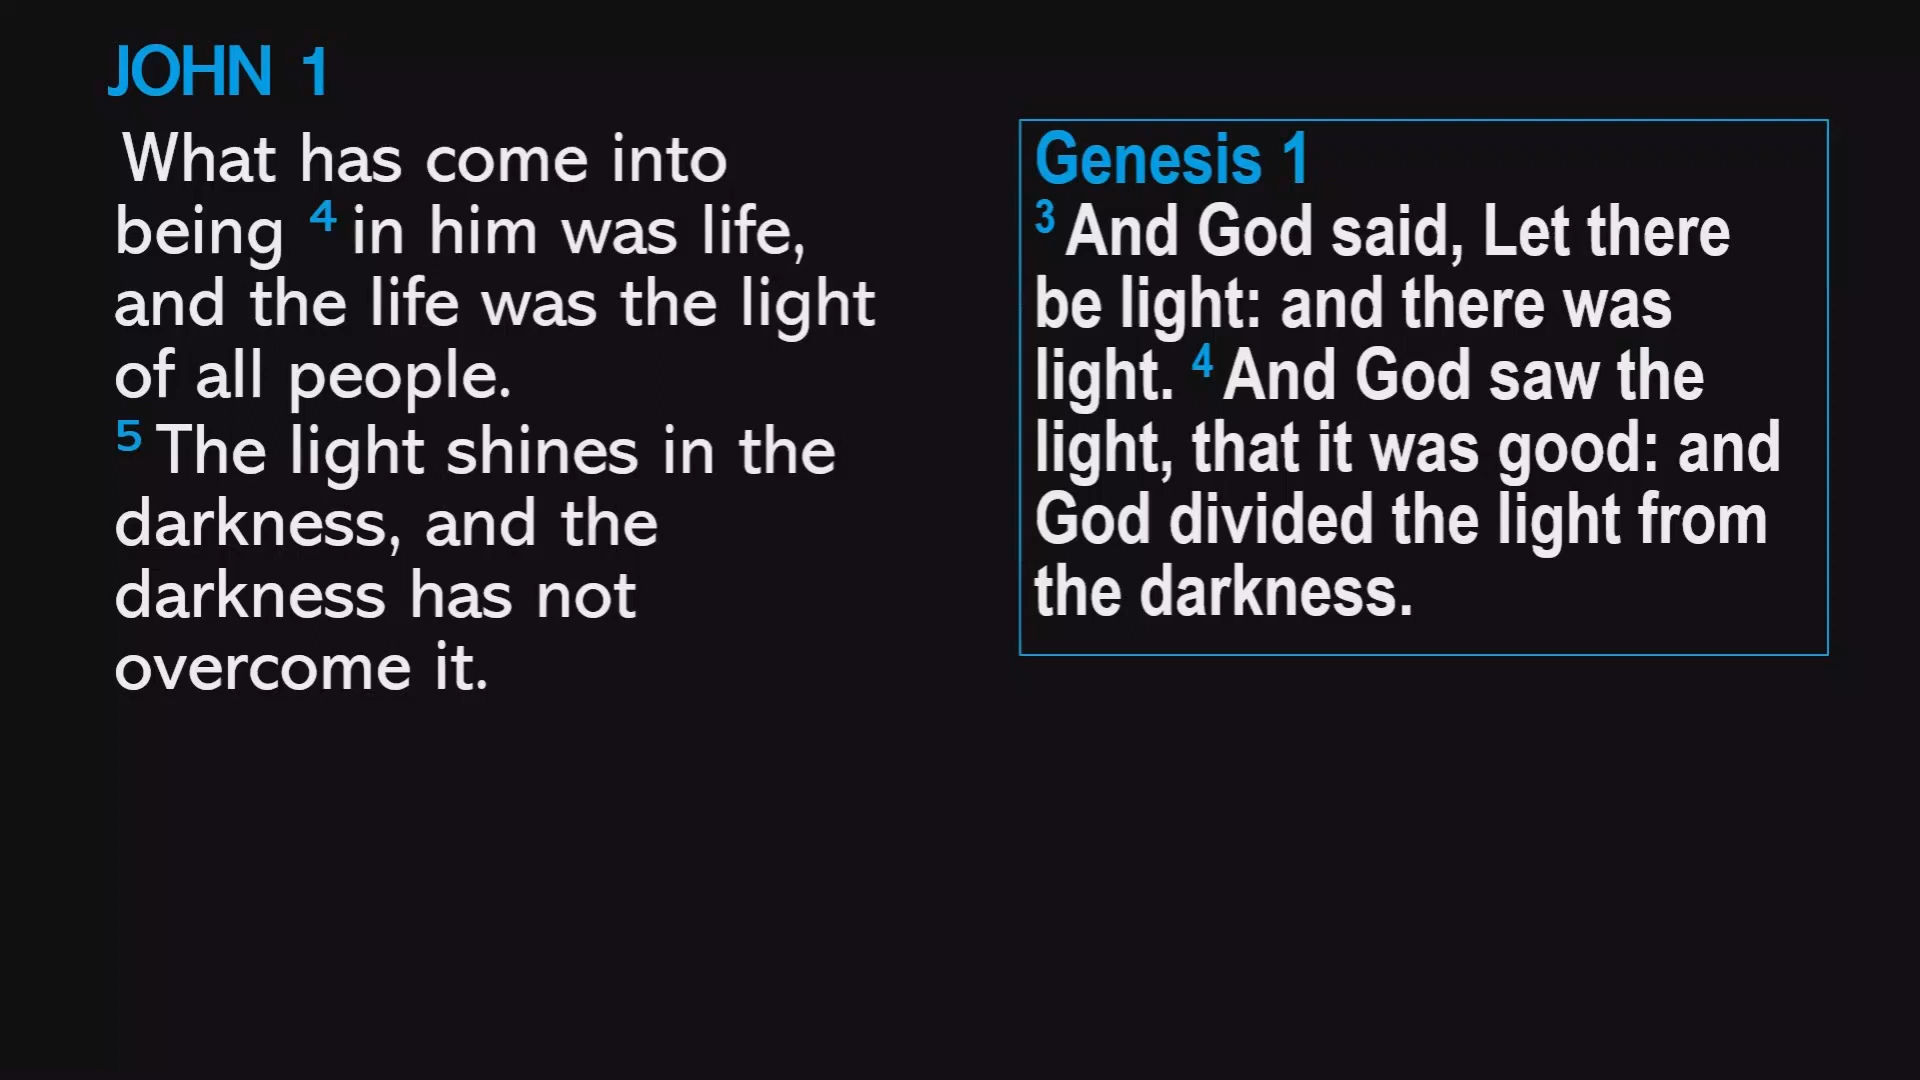 JOHN 1
What has come into
being 4 in him was life,
and the life was the light
of all people.
5 The light shines in the
darkness, and the
darkness has not
overcome it.
Genesis 1
3 And God said, Let there
be light: and there was
light. 4 And God saw the
light, that it was good: and
God divided the light from
the darkness.